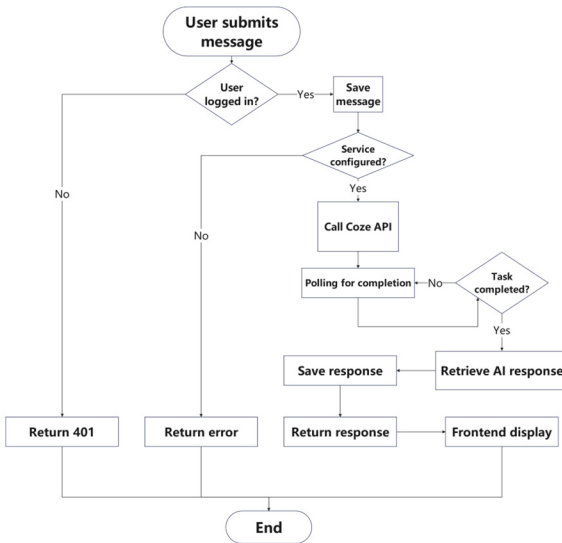 User submits
message
User
logged in?
Yes
Save
message
Service
configured?
No
Yes
No
Call Coze API
Polling for completion
No
Task
completed?
Yes
Save response
Retrieve AI response
Return 401
Return error
Return response
Frontend display
End